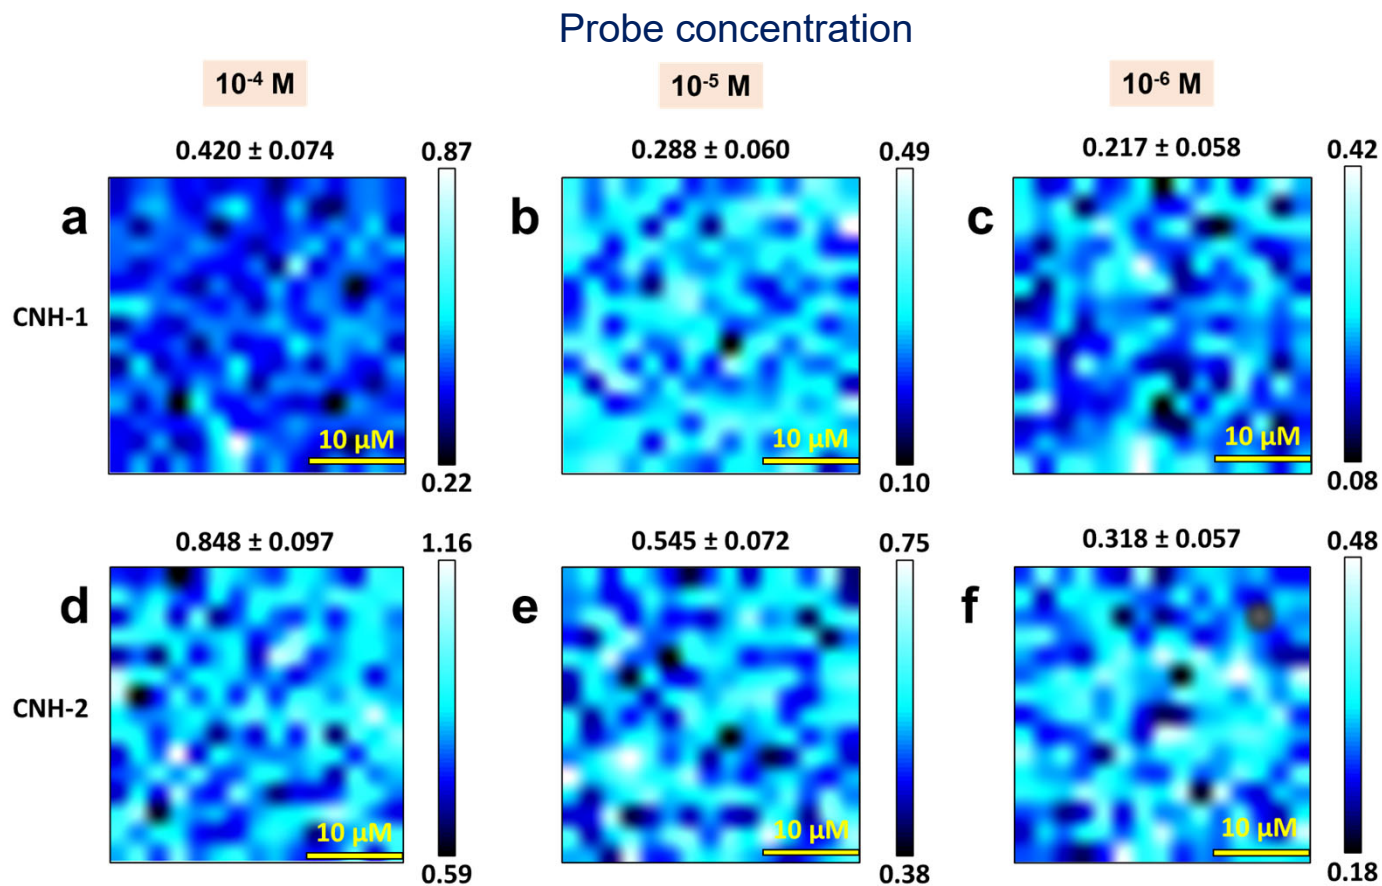 Probe concentration
10⁻⁴ M
10⁻⁵ M
10⁻⁶ M
0.420 ± 0.074
0.87
0.288 ± 0.060
0.49
0.217 ± 0.058
0.42
a
b
c
CNH-1
10 µM
10 µM
10 µM
0.22
0.10
0.08
0.848 ± 0.097
1.16
0.545 ± 0.072
0.75
0.318 ± 0.057
0.48
d
e
f
CNH-2
10 µM
10 µM
10 µM
0.59
0.38
0.18